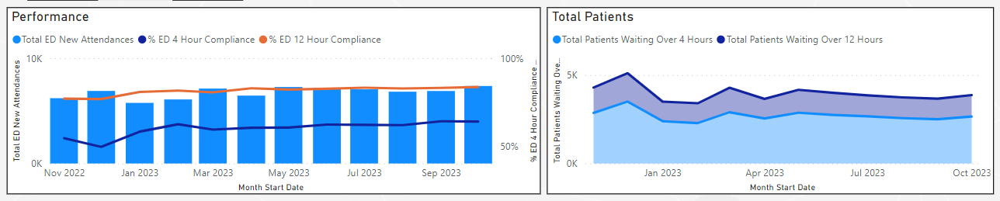 Performance
Total ED New Attendances % ED 4 Hour Compliance % ED 12 Hour Compliance
10K
0K
Total ED New Attendances
100%
50%
% ED 4 Hour Compliance ...
Nov 2022 Jan 2023 Mar 2023 May 2023 Jul 2023 Sep 2023
Month Start Date
Total Patients
Total Patients Waiting Over 4 Hours Total Patients Waiting Over 12 Hours
5K
0K
Total Patients Waiting Ove...
Jan 2023 Apr 2023 Jul 2023 Oct 2023
Month Start Date